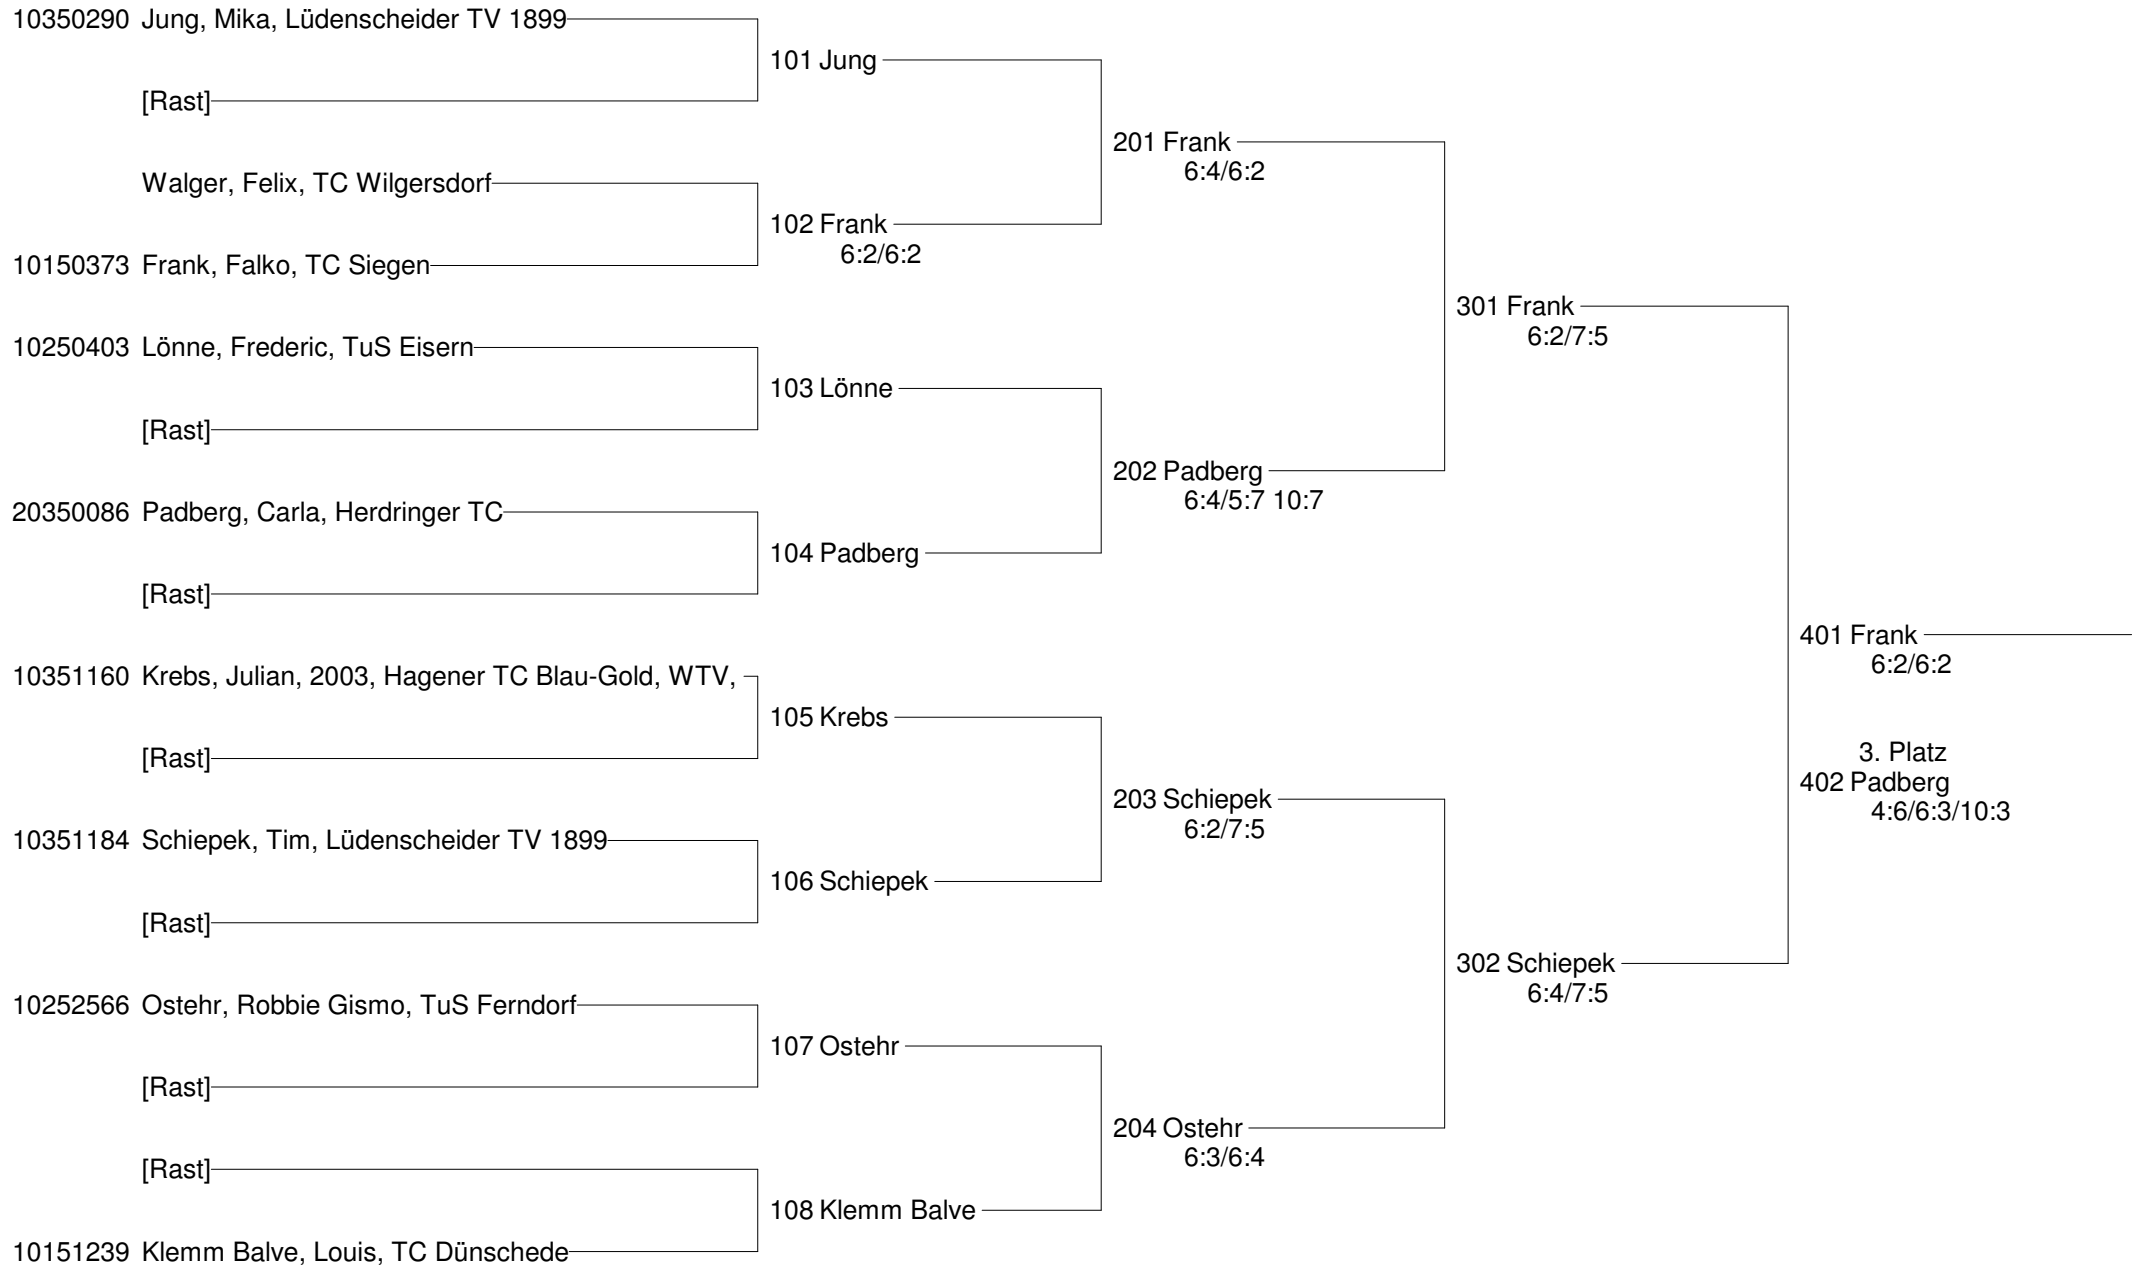 10350290 Jung, Mika, Lüdenscheider TV 1899
101 Jung
[Rast]
201 Frank
6:4/6:2
Walger, Felix, TC Wilgersdorf
102 Frank
6:2/6:2
10150373 Frank, Falko, TC Siegen
301 Frank
6:2/7:5
10250403 Lönne, Frederic, TuS Eisern
103 Lönne
[Rast]
202 Padberg
6:4/5:7 10:7
20350086 Padberg, Carla, Herdringer TC
104 Padberg
[Rast]
401 Frank
6:2/6:2
10351160 Krebs, Julian, 2003, Hagener TC Blau-Gold, WTV,
105 Krebs
[Rast]
3. Platz
402 Padberg
4:6/6:3/10:3
203 Schiepek
6:2/7:5
10351184 Schiepek, Tim, Lüdenscheider TV 1899
106 Schiepek
[Rast]
302 Schiepek
6:4/7:5
10252566 Ostehr, Robbie Gismo, TuS Ferndorf
107 Ostehr
[Rast]
204 Ostehr
6:3/6:4
[Rast]
108 Klemm Balve
10151239 Klemm Balve, Louis, TC Dünschede